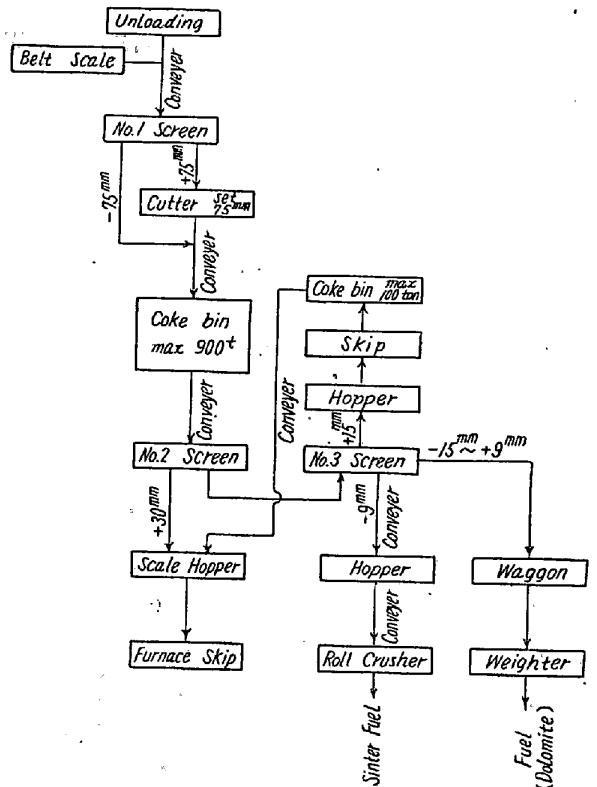 Unloading
Belt Scale
Conveyer
No.1 Screen
-75mm
+75mm
Cutter set 75mm
Conveyer
Coke bin
max 900t
Conveyer
No.2 Screen
+30mm
Scale Hopper
Furnace Skip
Coke bin max 100 ton
Skip
Hopper
Conveyer
+15mm
No.3 Screen
-15mm ~ +9mm
-9mm
Conveyer
Hopper
Conveyer
Roll Crusher
Sinter Fuel
Waggon
Weighter
Fuel
(Dolomite)